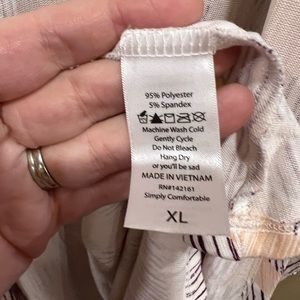 95% Polyester
5% Spandex
Machine Wash Cold
Gently Cycle
Do Not Bleach
Hang Dry
or you'll be sad
MADE IN VIETNAM
RN#142161
Simply Comfortable
XL